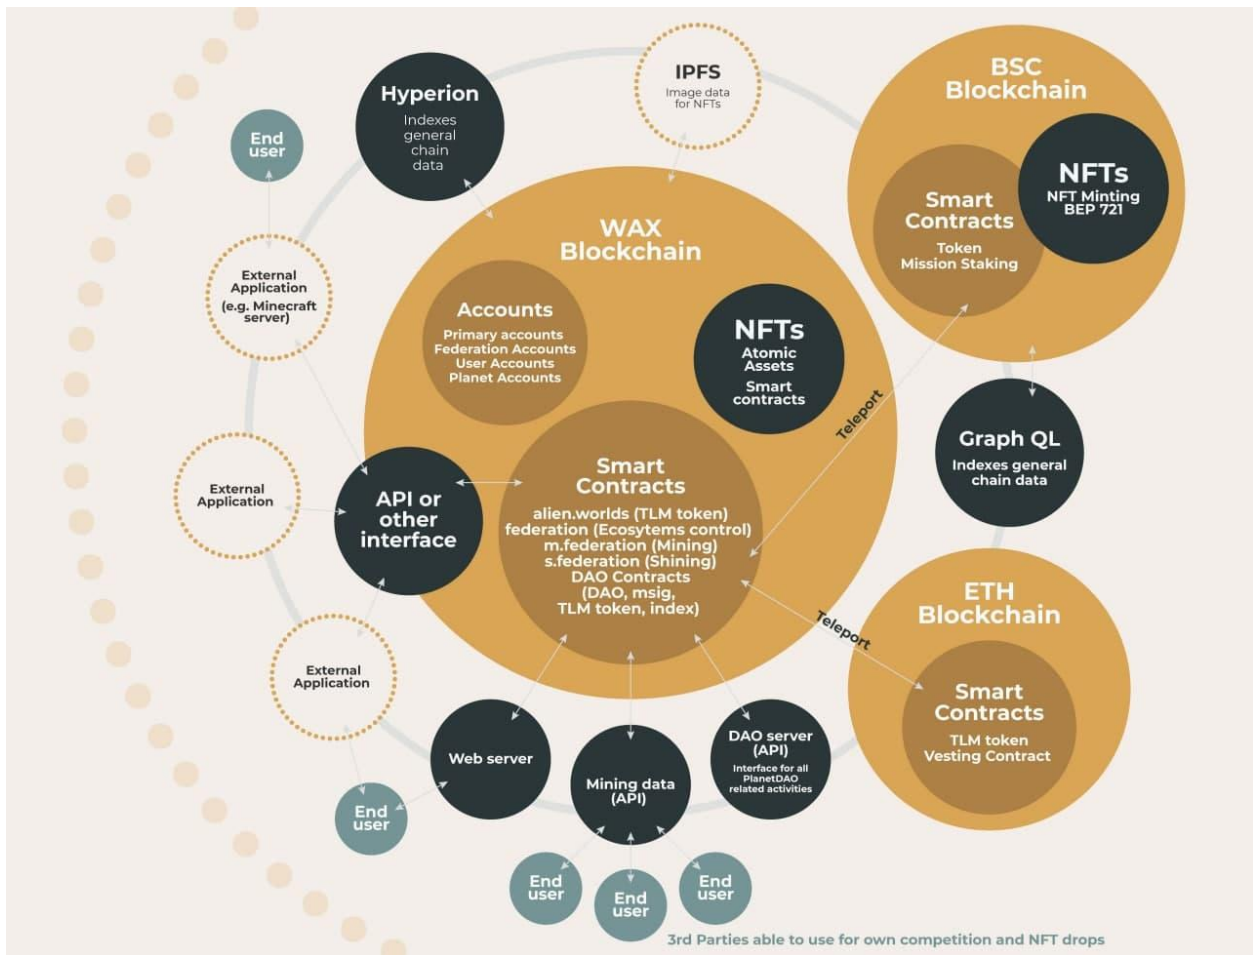 IPFS
Image data
for NFTs
Hyperion
Indexes
general
chain
data
BSC
Blockchain
NFTs
NFT Minting
BEP 721
Smart
Contracts
Token
Mission Staking
End
user
External
Application
(e.g. Minecraft
server)
WAX
Blockchain
Accounts
Primary accounts
Federation Accounts
User Accounts
Planet Accounts
NFTs
Atomic
Assets
Smart
contracts
Teleport
Graph QL
Indexes general
chain data
External
Application
API or
other
interface
Smart
Contracts
alien.worlds (TLM token)
federation (Ecosytems control)
m.federation (Mining)
s.federation (Shining)
DAO Contracts
(DAO, msig,
TLM token, index)
Teleport
ETH
Blockchain
Smart
Contracts
TLM token
Vesting Contract
External
Application
Web server
Mining data
(API)
DAO server
(API)
Interface for all
PlanetDAO
related activities
End
user
End
user
End
user
End
user
3rd Parties able to use for own competition and NFT drops